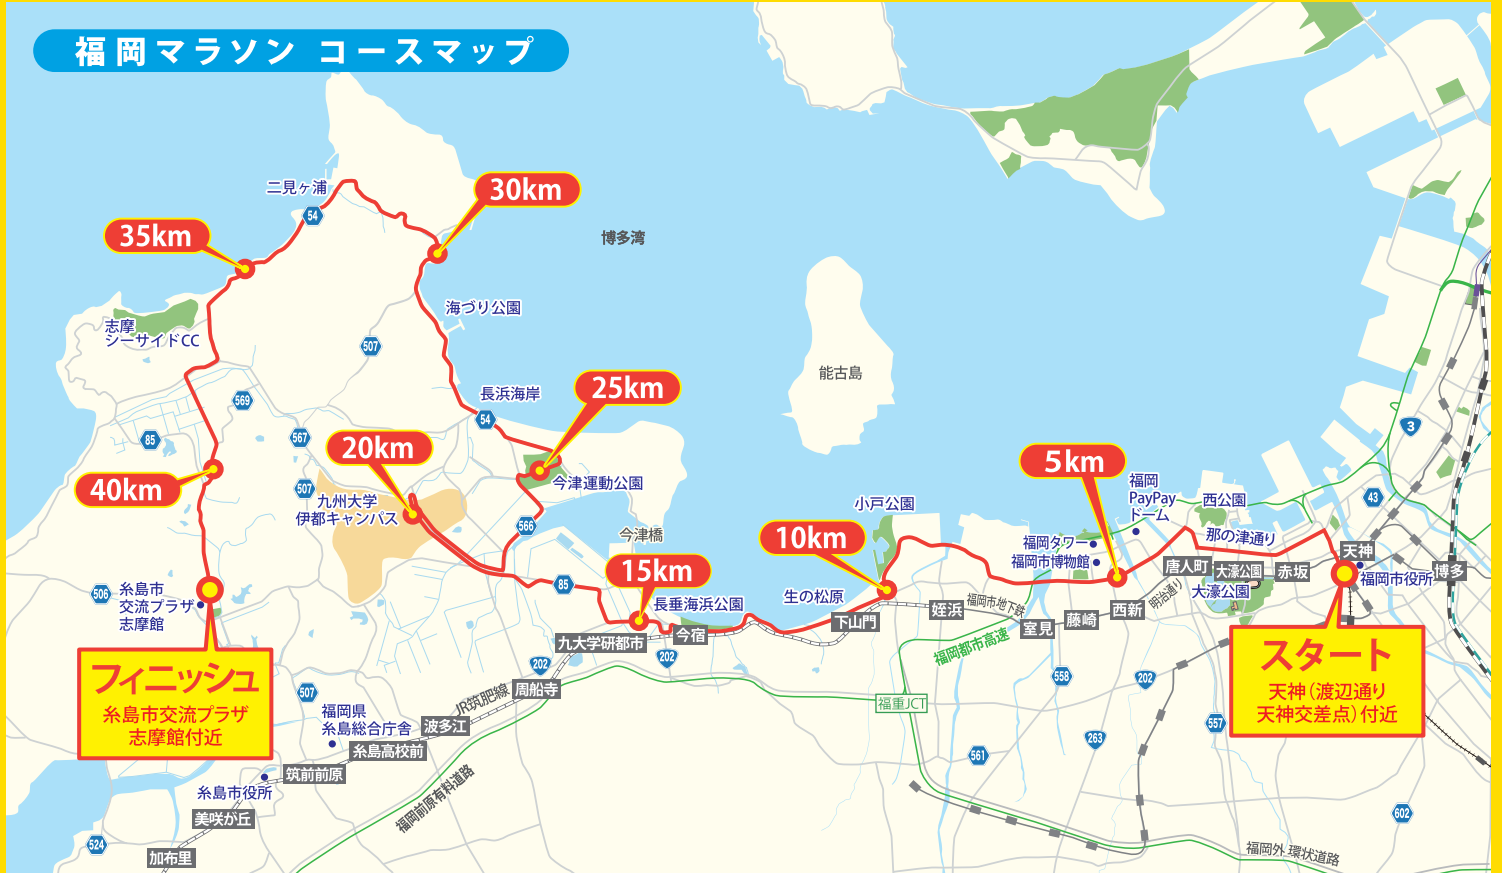 福岡マラソン コースマップ
二見ヶ浦
30km
54
35km
博多湾
海づり公園
志摩
シーサイドCC
507
能古島
長浜海岸
25km
569
54
3
85
567
20km
5km
40km
507
九州大学
伊都キャンパス
今津運動公園
566
今津橋
小戸公園
福岡
PayPay
ドーム
西公園
43
10km
福岡タワー
福岡市博物館
那の津通り
天神
唐人町
大濠公園
赤坂
福岡市役所
博多
15km
85
506
糸島市
交流プラザ
志摩館
長垂海浜公園
生の松原
姪浜
福岡市地下鉄
西新
明治通り
大濠公園
下山門
室見
藤崎
九大学研都市
今宿
202
202
福岡都市高速
フィニッシュ
糸島市交流プラザ
志摩館付近
スタート
天神(渡辺通り
天神交差点)付近
507
周船寺
JR筑肥線
558
202
福重JCT
557
福岡県
糸島総合庁舎
波多江
糸島高校前
263
561
筑前前原
糸島市役所
福岡前原有料道路
美咲が丘
602
524
加布里
福岡外環状道路